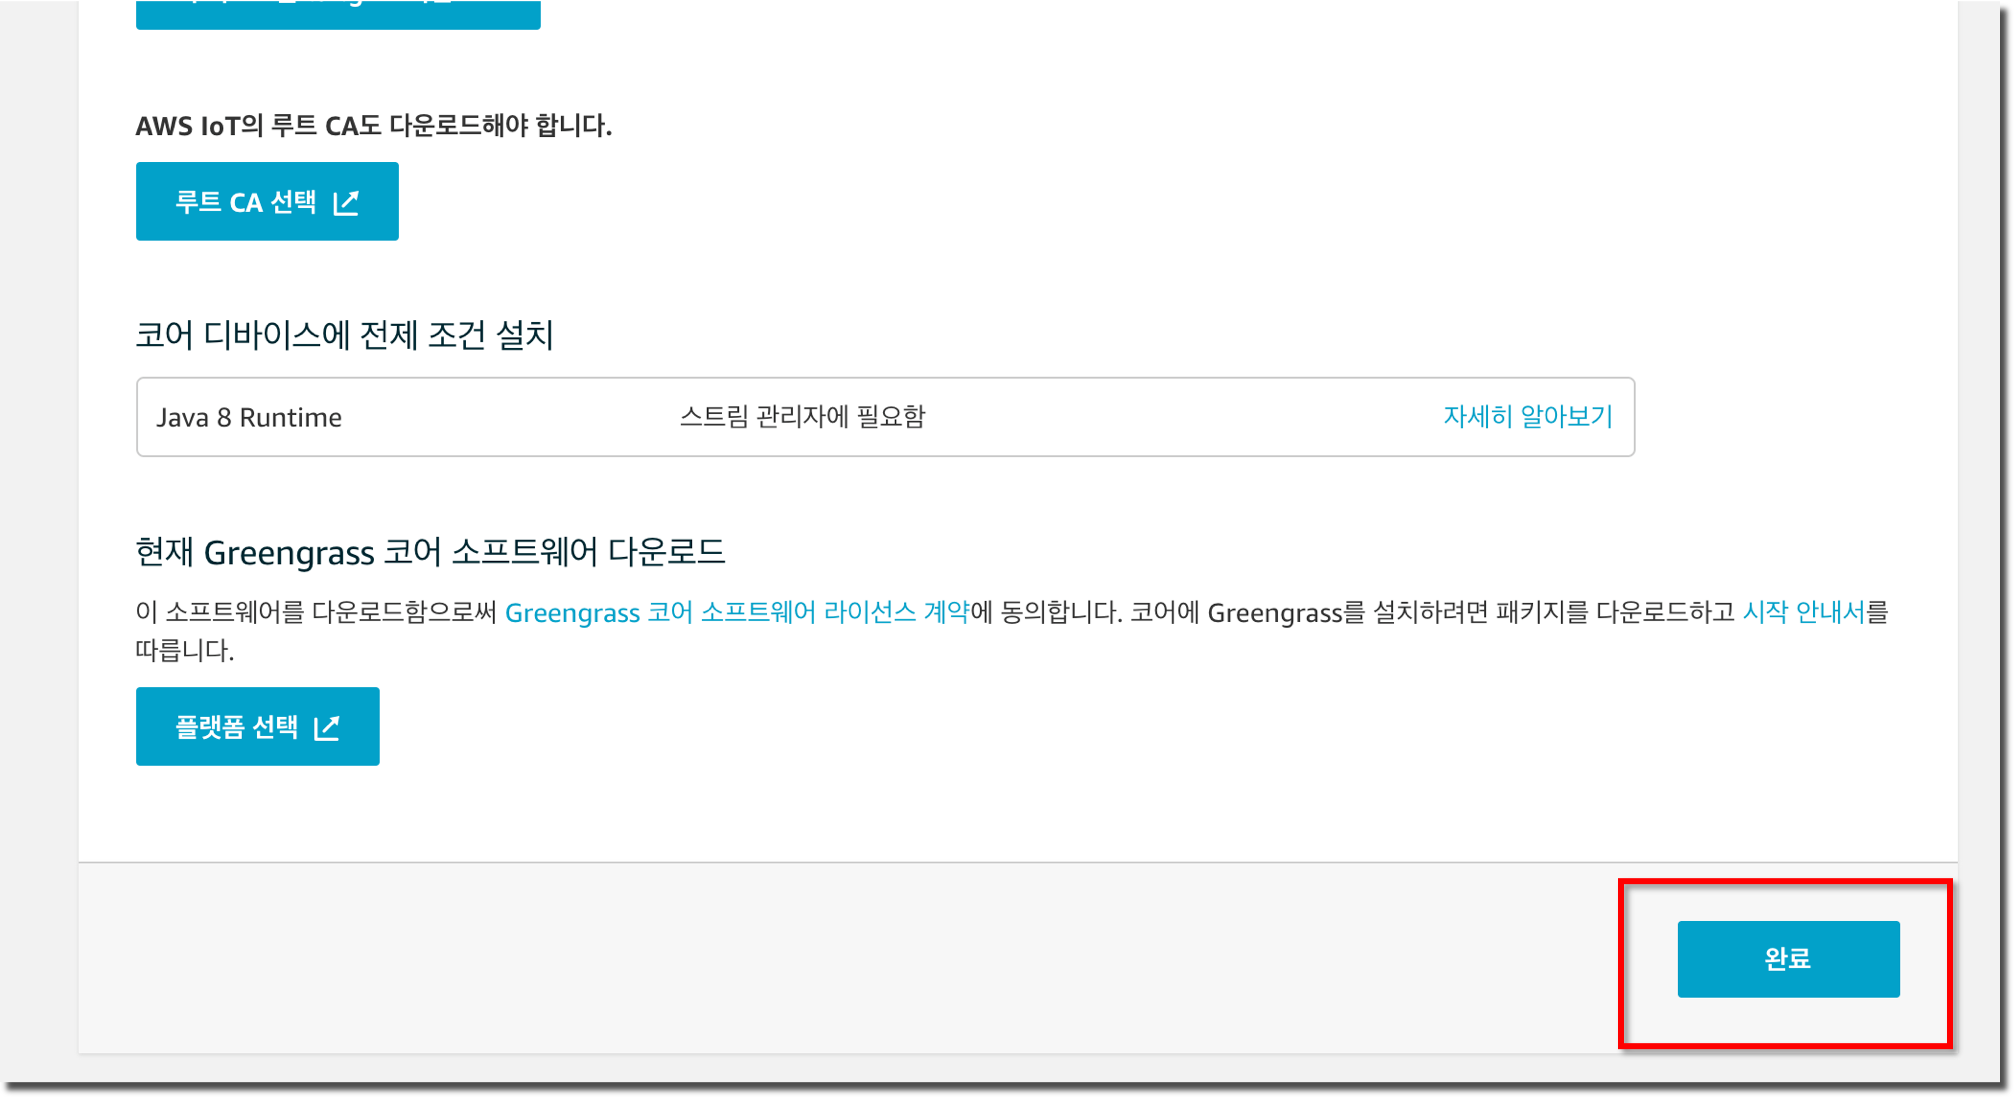 AWS IoT의 루트 CA도 다운로드해야 합니다.
루트 CA 선택
코어 디바이스에 전제 조건 설치
Java 8 Runtime 스트림 관리자에 필요함 자세히 알아보기
현재 Greengrass 코어 소프트웨어 다운로드
이 소프트웨어를 다운로드함으로써 Greengrass 코어 소프트웨어 라이선스 계약에 동의합니다. 코어에 Greengrass를 설치하려면 패키지를 다운로드하고 시작 안내서를
따릅니다.
플랫폼 선택
완료